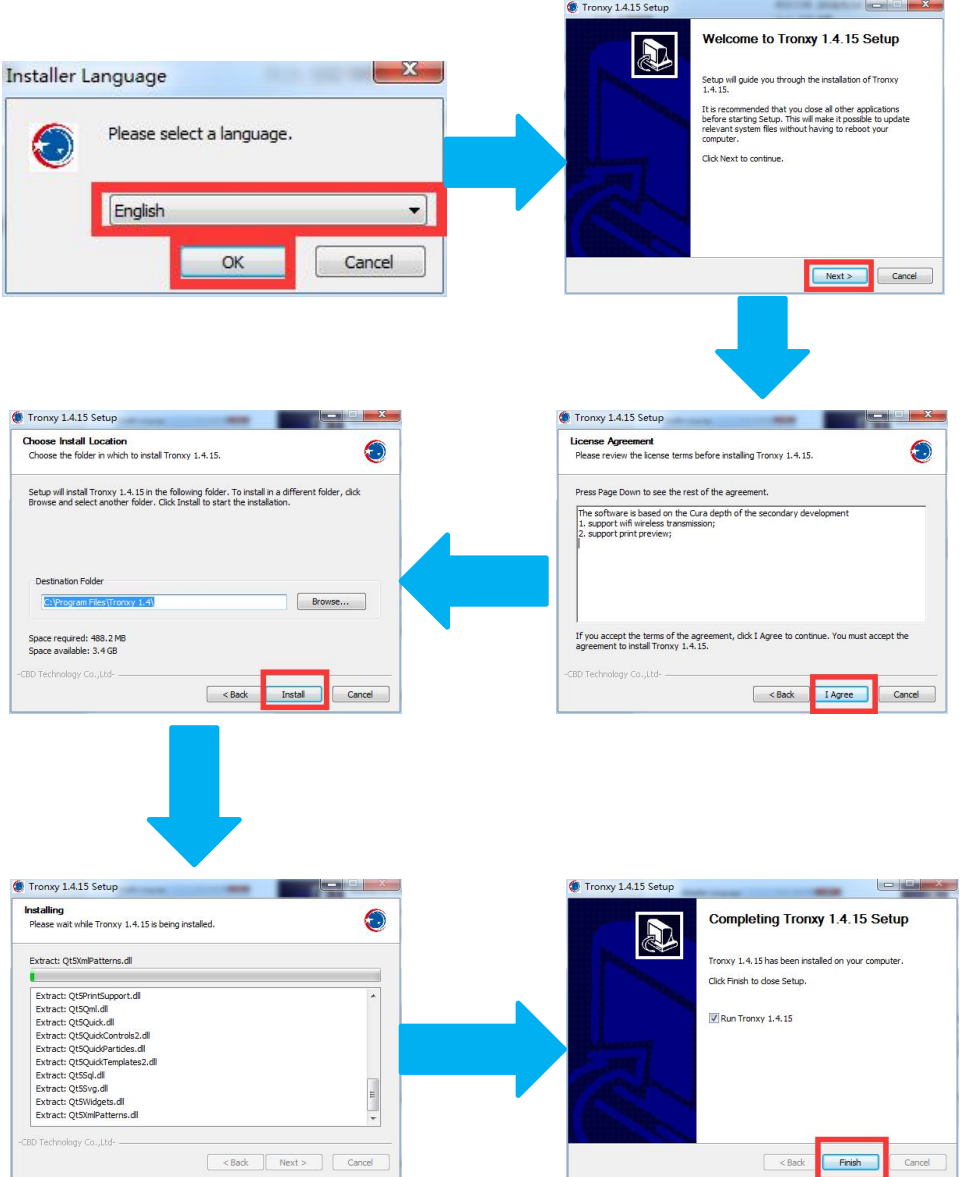 Installer Language
Please select a language.
English
OK
Cancel
Tronxy 1.4.15 Setup
Welcome to Tronxy 1.4.15 Setup
Setup will guide you through the installation of Tronxy
1.4.15.
It is recommended that you close all other applications
before starting Setup. This will make it possible to update
relevant system files without having to reboot your
computer.
Click Next to continue.
Next >
Cancel
Tronxy 1.4.15 Setup
License Agreement
Please review the license terms before installing Tronxy 1.4.15.
Press Page Down to see the rest of the agreement.
The software is based on the Cura depth of the secondary development
1. support wifi wireless transmission;
2. support print preview;
If you accept the terms of the agreement, click I Agree to continue. You must accept the
agreement to install Tronxy 1.4.15.
-CBD Technology Co.,Ltd-
< Back
I Agree
Cancel
Tronxy 1.4.15 Setup
Choose Install Location
Choose the folder in which to install Tronxy 1.4.15.
Setup will install Tronxy 1.4.15 in the following folder. To install in a different folder, click
Browse and select another folder. Click Install to start the installation.
Destination Folder
C:\Program Files\Tronxy 1.4\
Browse...
Space required: 488.2 MB
Space available: 3.4 GB
-CBD Technology Co.,Ltd-
< Back
Install
Cancel
Tronxy 1.4.15 Setup
Installing
Please wait while Tronxy 1.4.15 is being installed.
Extract: Qt5XmlPatterns.dll
Extract: Qt5PrintSupport.dll
Extract: Qt5Qml.dll
Extract: Qt5Quick.dll
Extract: Qt5QuickControls2.dll
Extract: Qt5QuickParticles.dll
Extract: Qt5QuickTemplates2.dll
Extract: Qt5Sql.dll
Extract: Qt5Svg.dll
Extract: Qt5Widgets.dll
Extract: Qt5XmlPatterns.dll
-CBD Technology Co.,Ltd-
< Back
Next >
Cancel
Tronxy 1.4.15 Setup
Completing Tronxy 1.4.15 Setup
Tronxy 1.4.15 has been installed on your computer.
Click Finish to close Setup.
Run Tronxy 1.4.15
< Back
Finish
Cancel